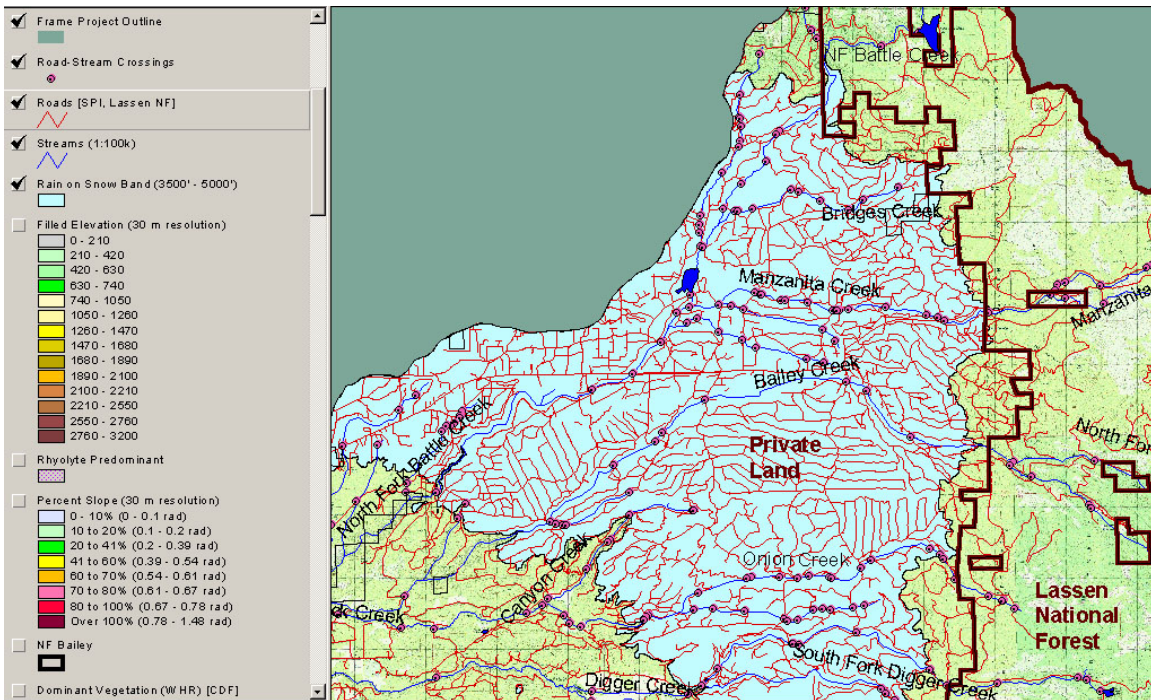 Frame Project Outline
Road-Stream Crossings
Roads [SPI, Lassen NF]
Streams (1:100k)
Rain on Snow Band (3500' - 5000')
Filled Elevation (30 m resolution)
0 - 210
210 - 420
420 - 630
630 - 740
740 - 1050
1050 - 1260
1260 - 1470
1470 - 1680
1680 - 1890
1890 - 2100
2100 - 2210
2210 - 2550
2550 - 2760
2760 - 3200
Rhyolyte Predominant
Percent Slope (30 m resolution)
0 - 10% (0 - 0.1 rad)
10 to 20% (0.1 - 0.2 rad)
20 to 41% (0.2 - 0.39 rad)
41 to 60% (0.39 - 0.54 rad)
60 to 70% (0.54 - 0.61 rad)
70 to 80% (0.61 - 0.67 rad)
80 to 100% (0.67 - 0.78 rad)
Over 100% (0.78 - 1.48 rad)
NF Bailey
Dominant Vegetation (WHR) [CDF]
NF Battle Creek
Bridges Creek
Manzanita Creek
Manzanita
Bailey Creek
North Fork Battle Creek
Private
Land
North For
Canyon Creek
Onion Creek
Creek
Lassen
National
Forest
South Fork Digger Creek
Digger Creek